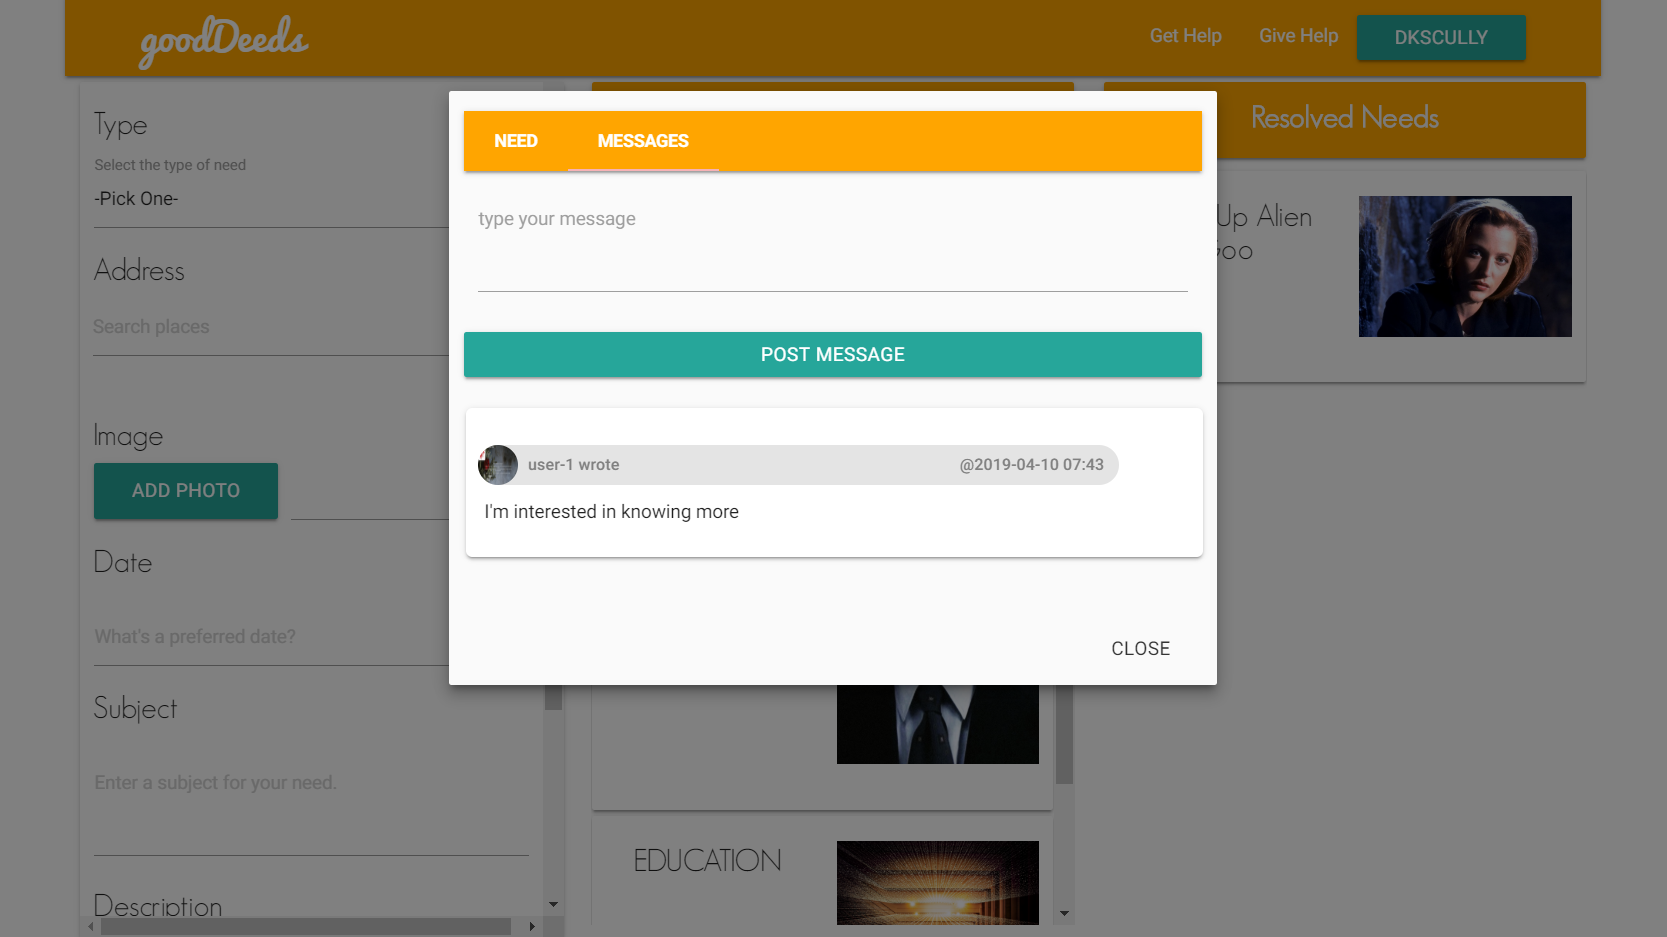 goodDeeds
Get Help
Give Help
DKSCULLY
Type
Select the type of need
-Pick One-
Address
Search places
Image
ADD PHOTO
Date
What's a preferred date?
Subject
Enter a subject for your need.
Description
NEED
MESSAGES
type your message
POST MESSAGE
user-1 wrote
@2019-04-10 07:43
I'm interested in knowing more
CLOSE
EDUCATION
Resolved Needs
Up Alien
Goo